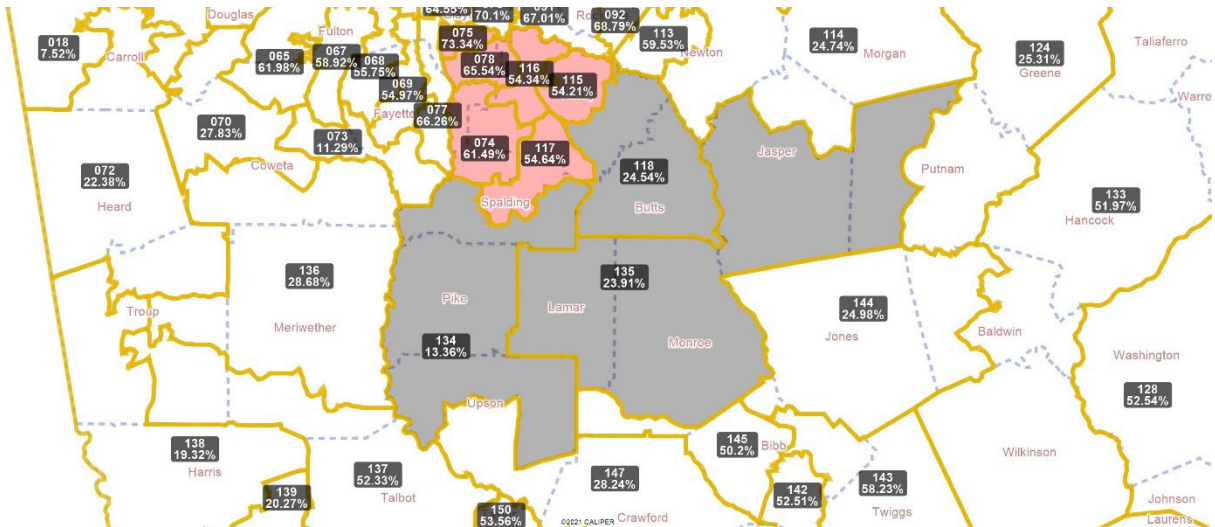 Douglas
018
7.52%
Carroll
065
61.98%
Fulton
067
58.92%
068
55.75%
069
54.97%
Fayette
64.55%
70.1%
67.01%
075
73.34%
078
65.54%
116
54.34%
115
54.21%
092
68.79%
113
59.53%
Newton
114
24.74%
Morgan
124
25.31%
Greene
Taliaferro
Warre
070
27.83%
073
11.29%
Coweta
077
66.26%
074
61.49%
117
54.64%
Spalding
118
24.54%
Butts
Jasper
Putnam
072
22.38%
Heard
133
51.97%
Hancock
136
28.68%
Meriwether
Troup
Pike
134
13.36%
Lamar
135
23.91%
Monroe
144
24.98%
Jones
Baldwin
Washington
128
52.54%
Upson
138
19.32%
Harris
139
20.27%
137
52.33%
Talbot
150
53.56%
147
28.24%
Crawford
145
50.2%
Bibb
142
52.51%
143
58.23%
Twiggs
Wilkinson
Johnson
Laurens
©2021 CALIPER